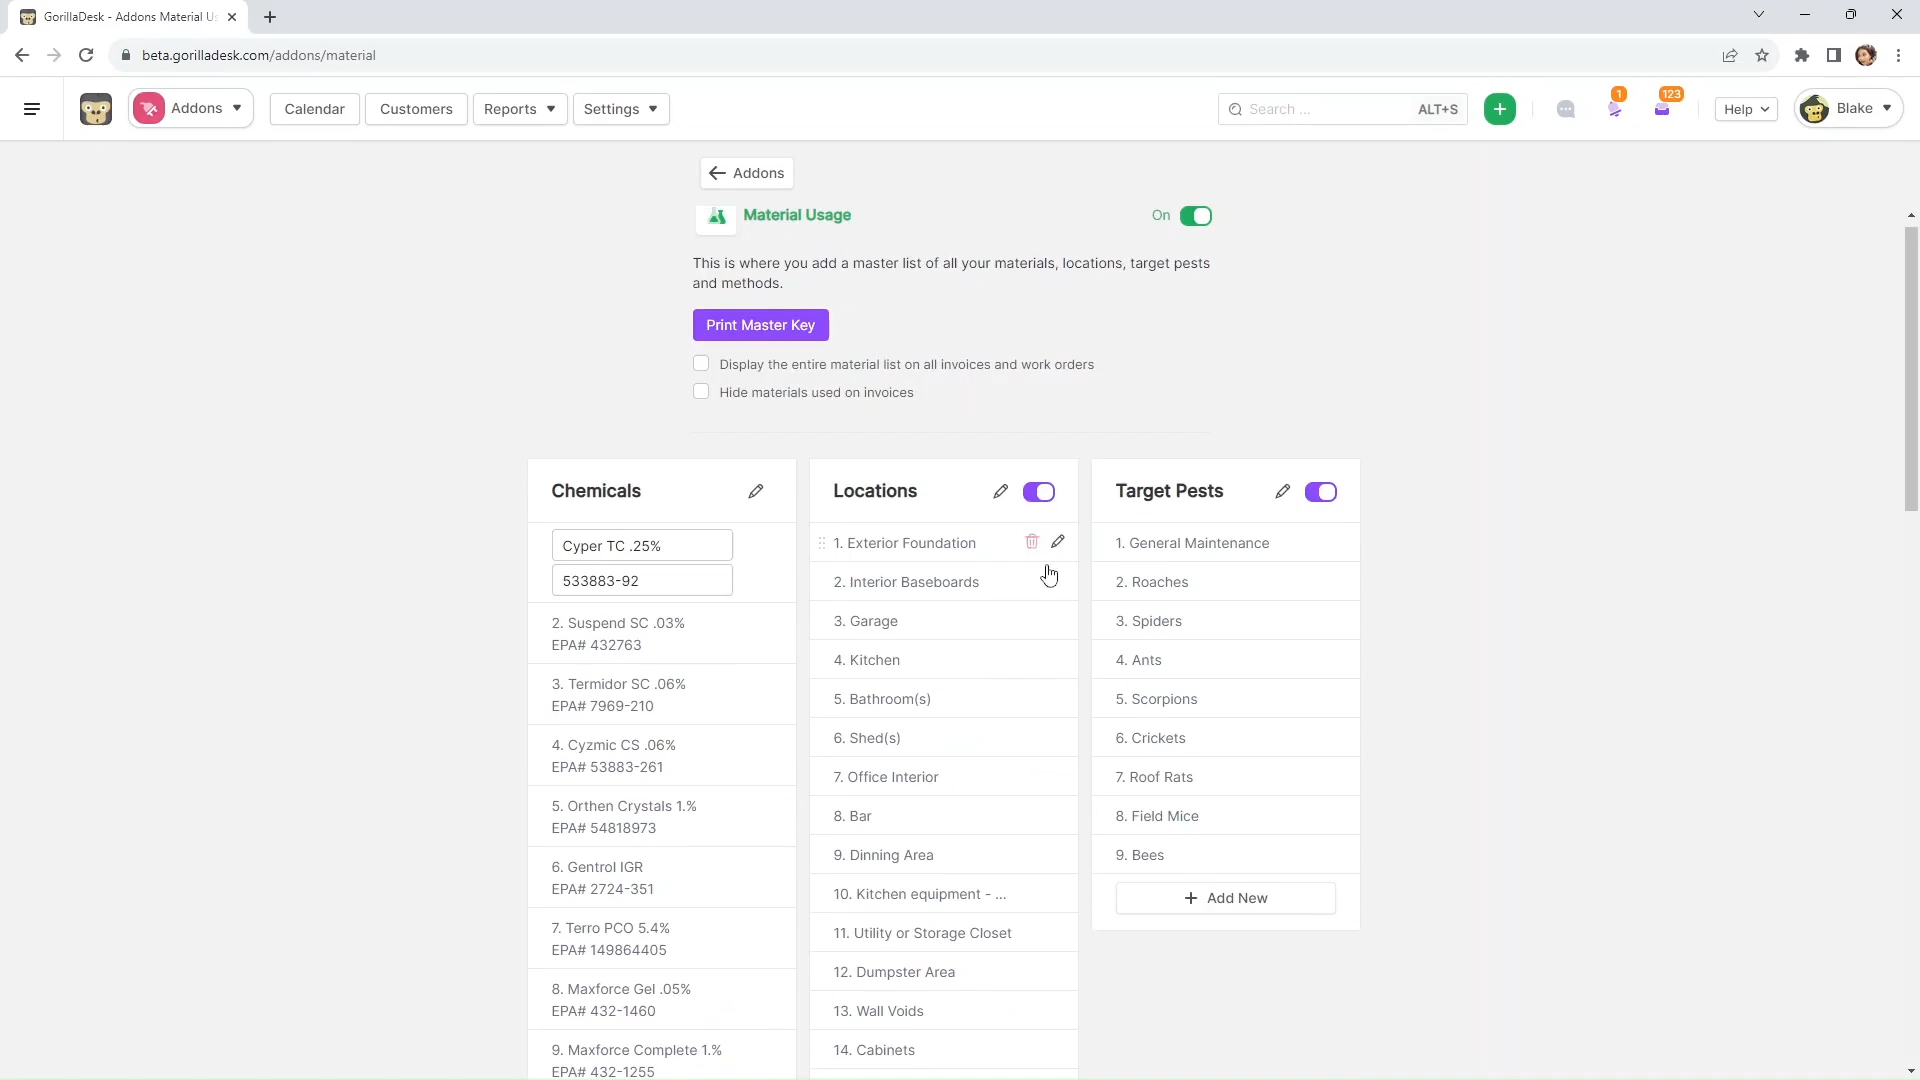 GorillaDesk - Addons Material Us
beta.gorilladesk.com/addons/material
Addons
Calendar
Customers
Reports
Settings
Search ...
ALT+S
1
123
Help
Blake
Addons
Material Usage
On
This is where you add a master list of all your materials, locations, target pests
and methods.
Print Master Key
Display the entire material list on all invoices and work orders
Hide materials used on invoices
Chemicals
Cyper TC .25%
533883-92
2. Suspend SC .03%
EPA# 432763
3. Termidor SC .06%
EPA# 7969-210
4. Cyzmic CS .06%
EPA# 53883-261
5. Orthen Crystals 1.%
EPA# 54818973
6. Gentrol IGR
EPA# 2724-351
7. Terro PCO 5.4%
EPA# 149864405
8. Maxforce Gel .05%
EPA# 432-1460
9. Maxforce Complete 1.%
EPA# 432-1255
Locations
1. Exterior Foundation
2. Interior Baseboards
3. Garage
4. Kitchen
5. Bathroom(s)
6. Shed(s)
7. Office Interior
8. Bar
9. Dinning Area
10. Kitchen equipment - ...
11. Utility or Storage Closet
12. Dumpster Area
13. Wall Voids
14. Cabinets
Target Pests
1. General Maintenance
2. Roaches
3. Spiders
4. Ants
5. Scorpions
6. Crickets
7. Roof Rats
8. Field Mice
9. Bees
+ Add New